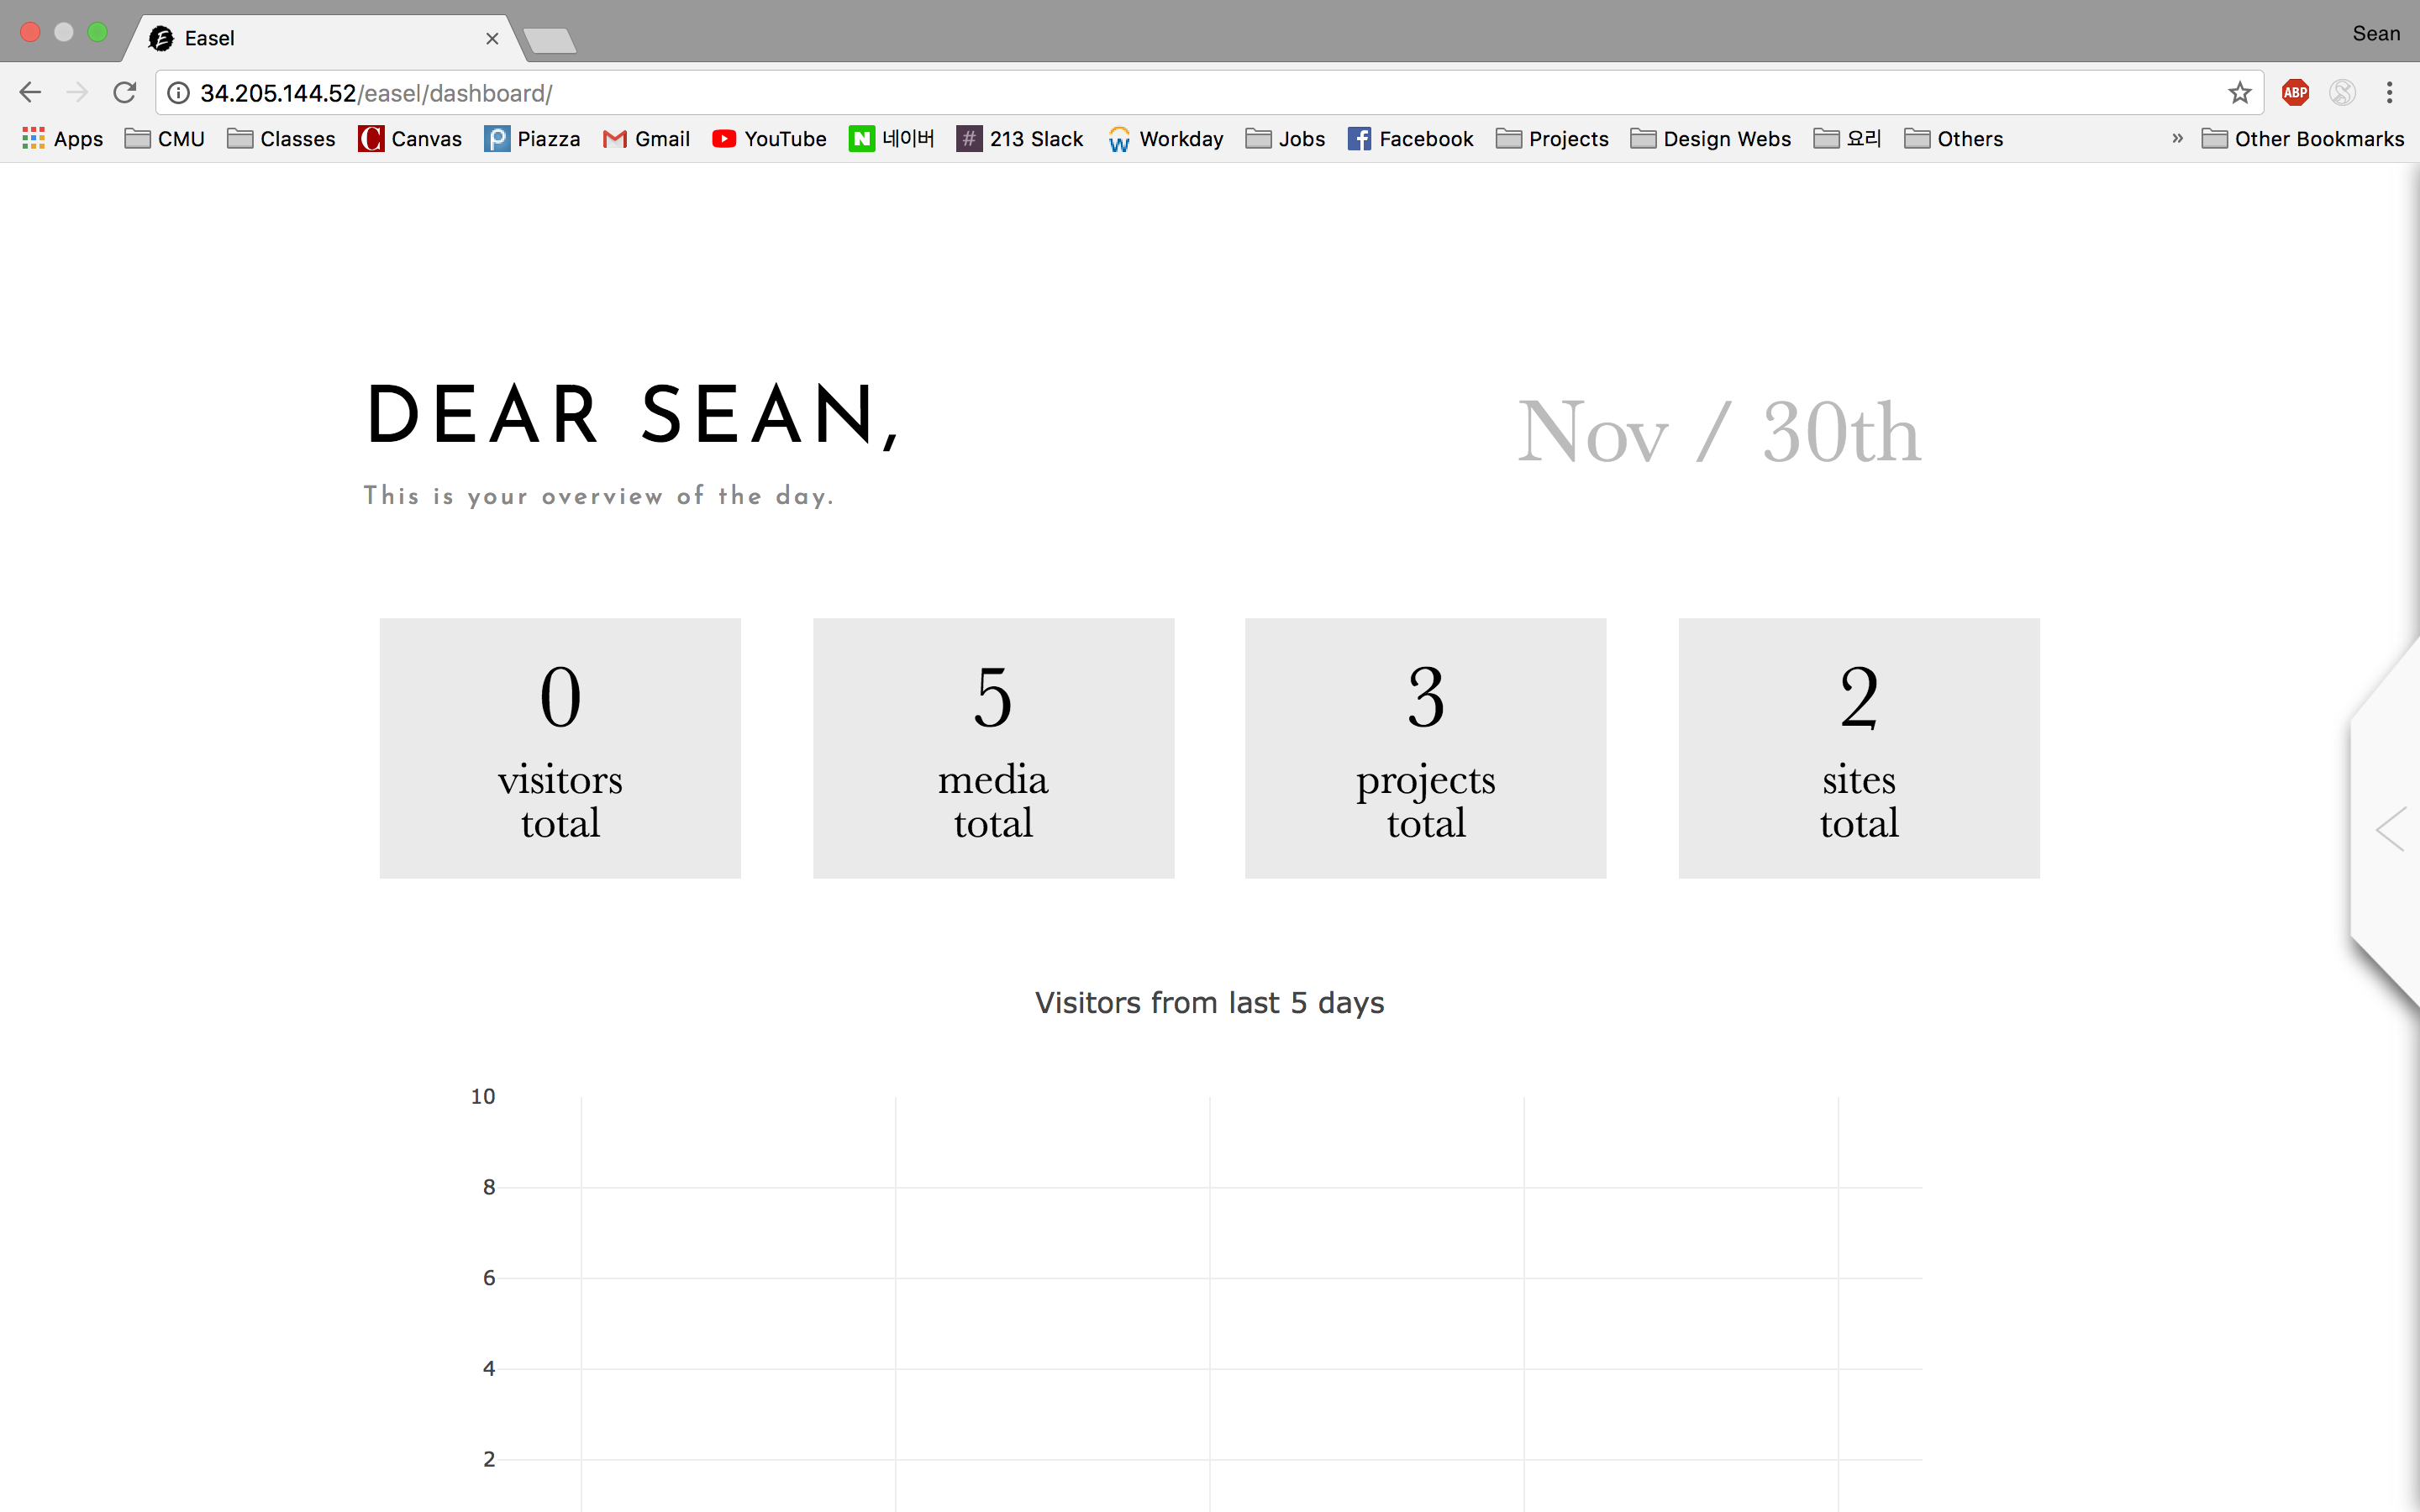 Easel
Sean
34.205.144.52/easel/dashboard/
ABP
Apps CMU Classes Canvas Piazza Gmail YouTube 네이버 213 Slack Workday Jobs Facebook Projects Design Webs 요리 Others » Other Bookmarks
DEAR SEAN,
Nov / 30th
This is your overview of the day.
0
visitors
total
5
media
total
3
projects
total
2
sites
total
Visitors from last 5 days
10
8
6
4
2